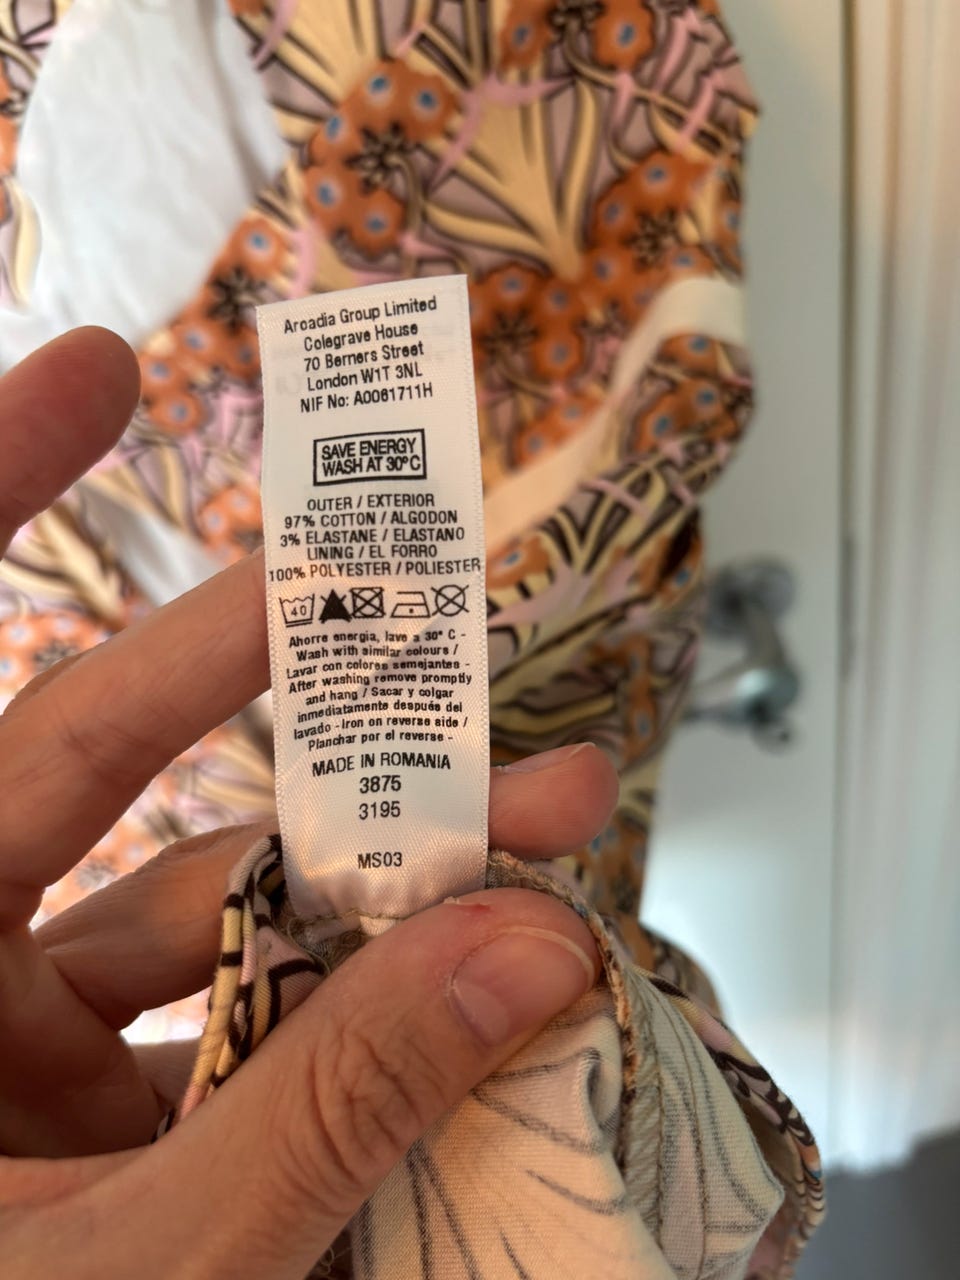 Arcadia Group Limited
Colegrave House
70 Berners Street
London W1T 3NL
NIF No: A0061711H
SAVE ENERGY
WASH AT 30°C
OUTER / EXTERIOR
97% COTTON / ALGODON
3% ELASTANE / ELASTANO
LINING / EL FORRO
100% POLYESTER / POLIESTER
40
Ahorre energia, lave a 30° C -
Wash with similar colours /
Lavar con colores semejantes -
After washing remove promptly
and hang / Sacar y colgar
inmediatamente después del
lavado - Iron on reverse side /
Planchar por el reverse -
MADE IN ROMANIA
3875
3195
MS03